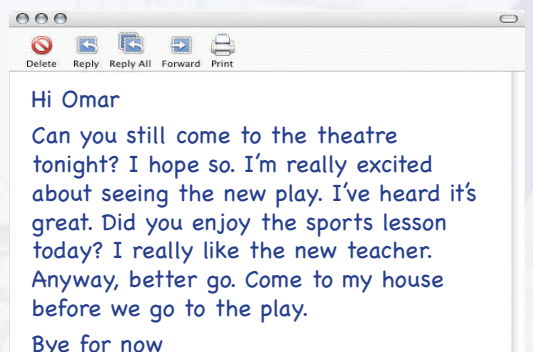 Delete Reply Reply All Forward Print
Hi Omar
Can you still come to the theatre
tonight? I hope so. I'm really excited
about seeing the new play. I've heard it's
great. Did you enjoy the sports lesson
today? I really like the new teacher.
Anyway, better go. Come to my house
before we go to the play.
Bye for now